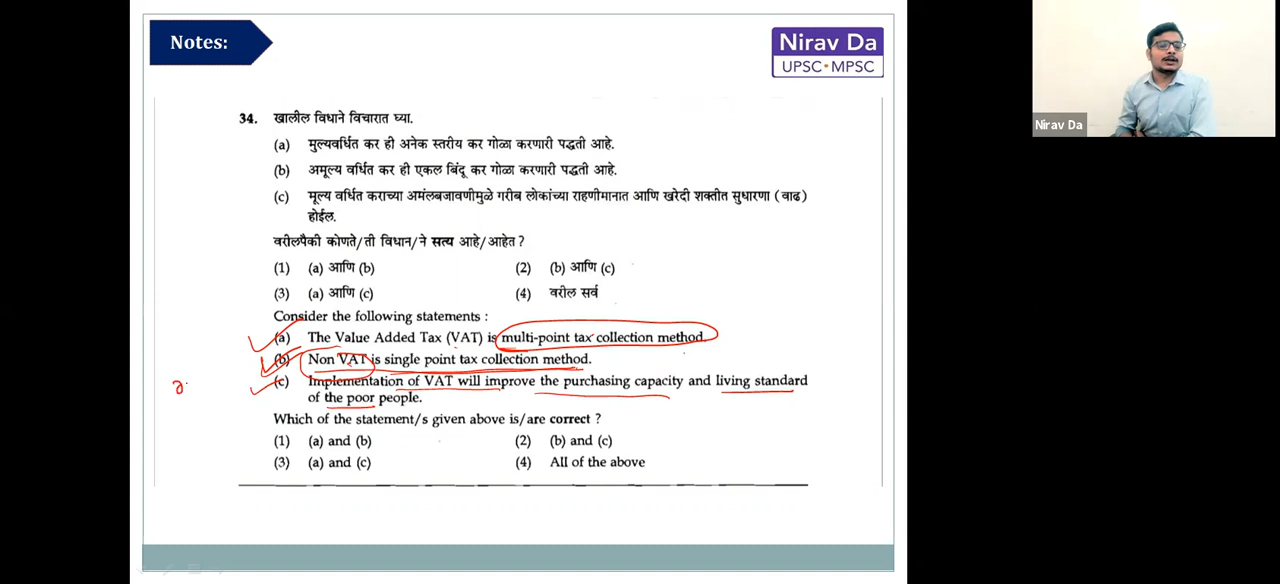 Notes:
Nirav Da
UPSC • MPSC
Nirav Da
34. खालील विधाने विचारात घ्या.
(a) मुल्यवर्धित कर ही अनेक स्तरीय कर गोळा करणारी पद्धती आहे.
(b) अमूल्य वर्धित कर ही एकल बिंदू कर गोळा करणारी पद्धती आहे.
(c) मूल्य वर्धित कराच्या अमंलबजावणीमुळे गरीब लोकांच्या राहणीमानात आणि खरेदी शक्तीत सुधारणा (वाढ)
होईल.
वरीलपैकी कोणते/ती विधान/ने सत्य आहे/आहेत ?
(1) (a) आणि (b) (2) (b) आणि (c)
(3) (a) आणि (c) (4) वरील सर्व
Consider the following statements :
(a) The Value Added Tax (VAT) is multi-point tax collection method.
(b) Non VAT is single point tax collection method.
(c) Implementation of VAT will improve the purchasing capacity and living standard
of the poor people.
Which of the statement/s given above is/are correct ?
(1) (a) and (b) (2) (b) and (c)
(3) (a) and (c) (4) All of the above